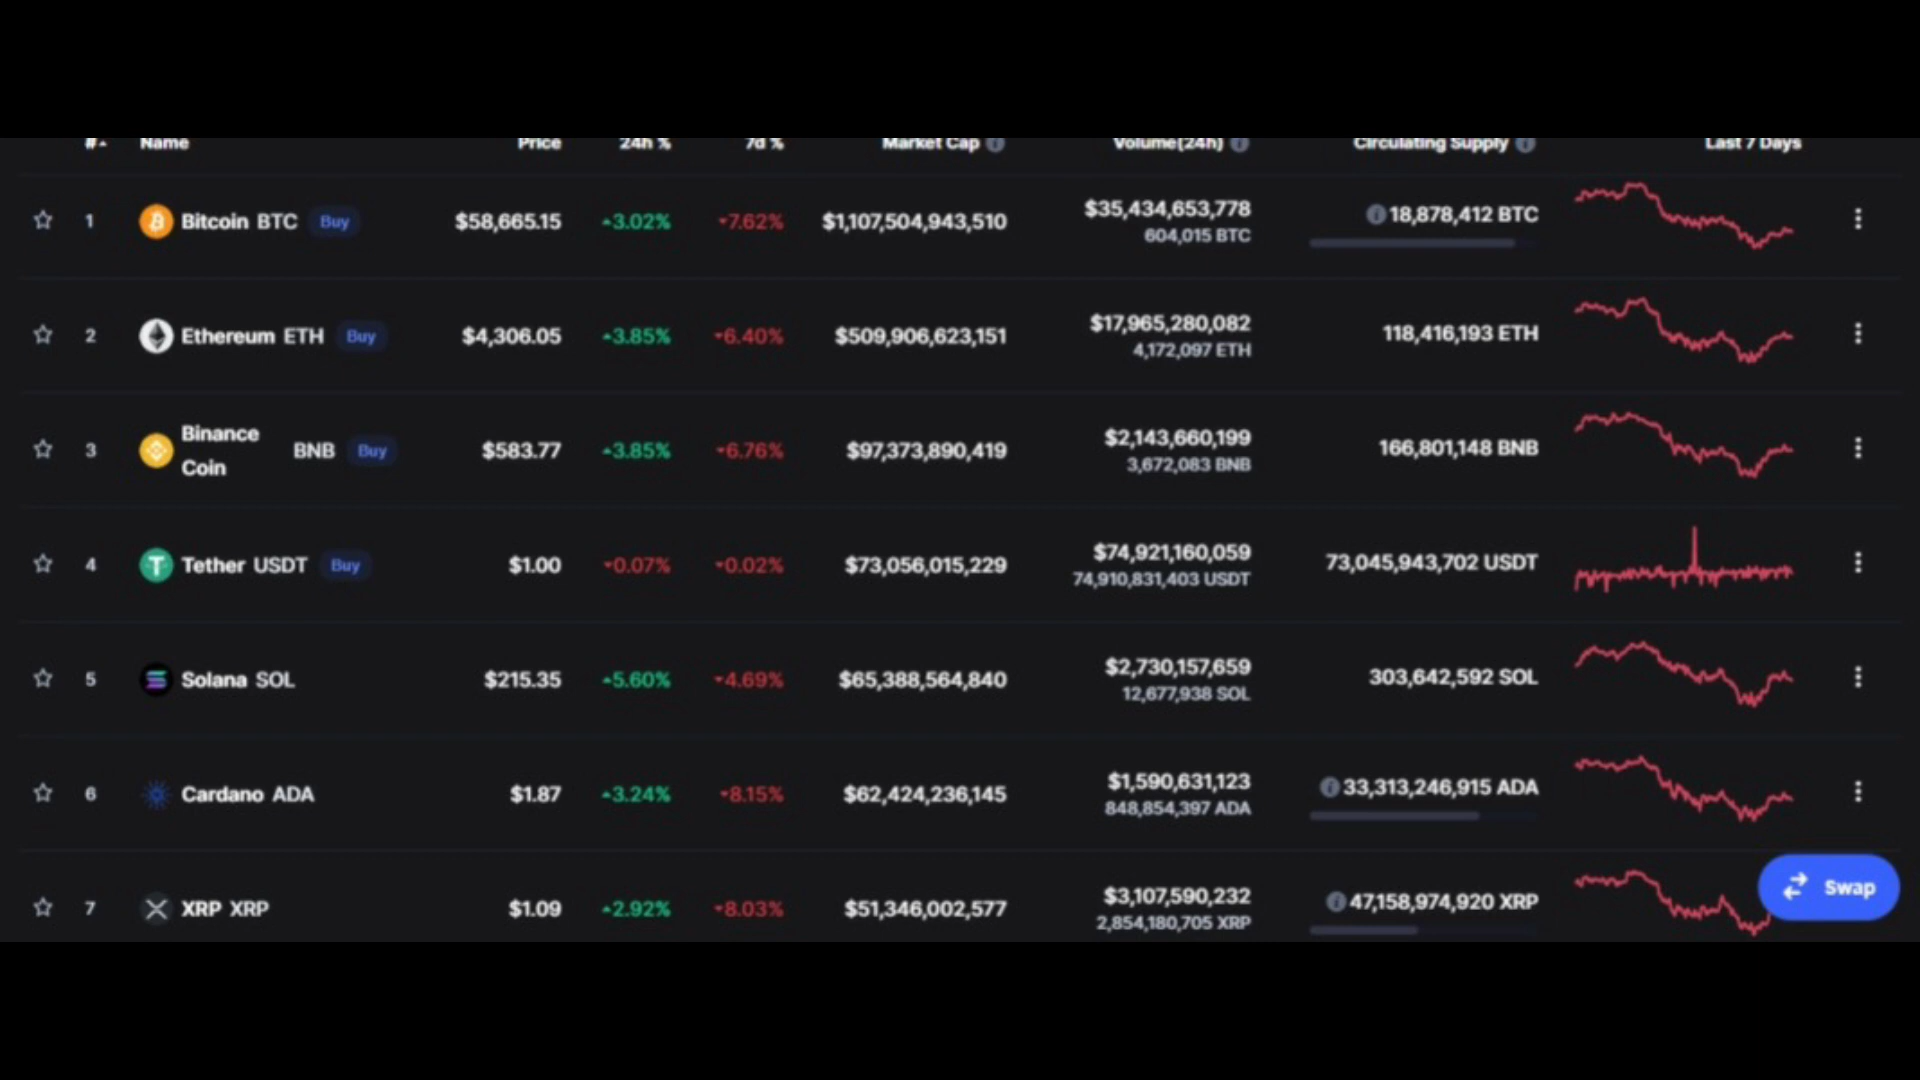 # Name Price 24h % 7d % Market Cap Volume(24h) Circulating Supply Last 7 Days
1 Bitcoin BTC Buy $58,665.15 3.02% 7.62% $1,107,504,943,510 $35,434,653,778 18,878,412 BTC
604,015 BTC
2 Ethereum ETH Buy $4,306.05 3.85% 6.40% $509,906,623,151 $17,965,280,082 118,416,193 ETH
4,172,097 ETH
3 Binance Coin BNB Buy $583.77 3.85% 6.76% $97,373,890,419 $2,143,660,199 166,801,148 BNB
3,672,083 BNB
4 Tether USDT Buy $1.00 0.07% 0.02% $73,056,015,229 $74,921,160,059 73,045,943,702 USDT
74,910,831,403 USDT
5 Solana SOL $215.35 5.60% 4.69% $65,388,564,840 $2,730,157,659 303,642,592 SOL
12,677,938 SOL
6 Cardano ADA $1.87 3.24% 8.15% $62,424,236,145 $1,590,631,123 33,313,246,915 ADA
848,854,397 ADA
7 XRP XRP $1.09 2.92% 8.03% $51,346,002,577 $3,107,590,232 47,158,974,920 XRP
2,854,180,705 XRP
Swap